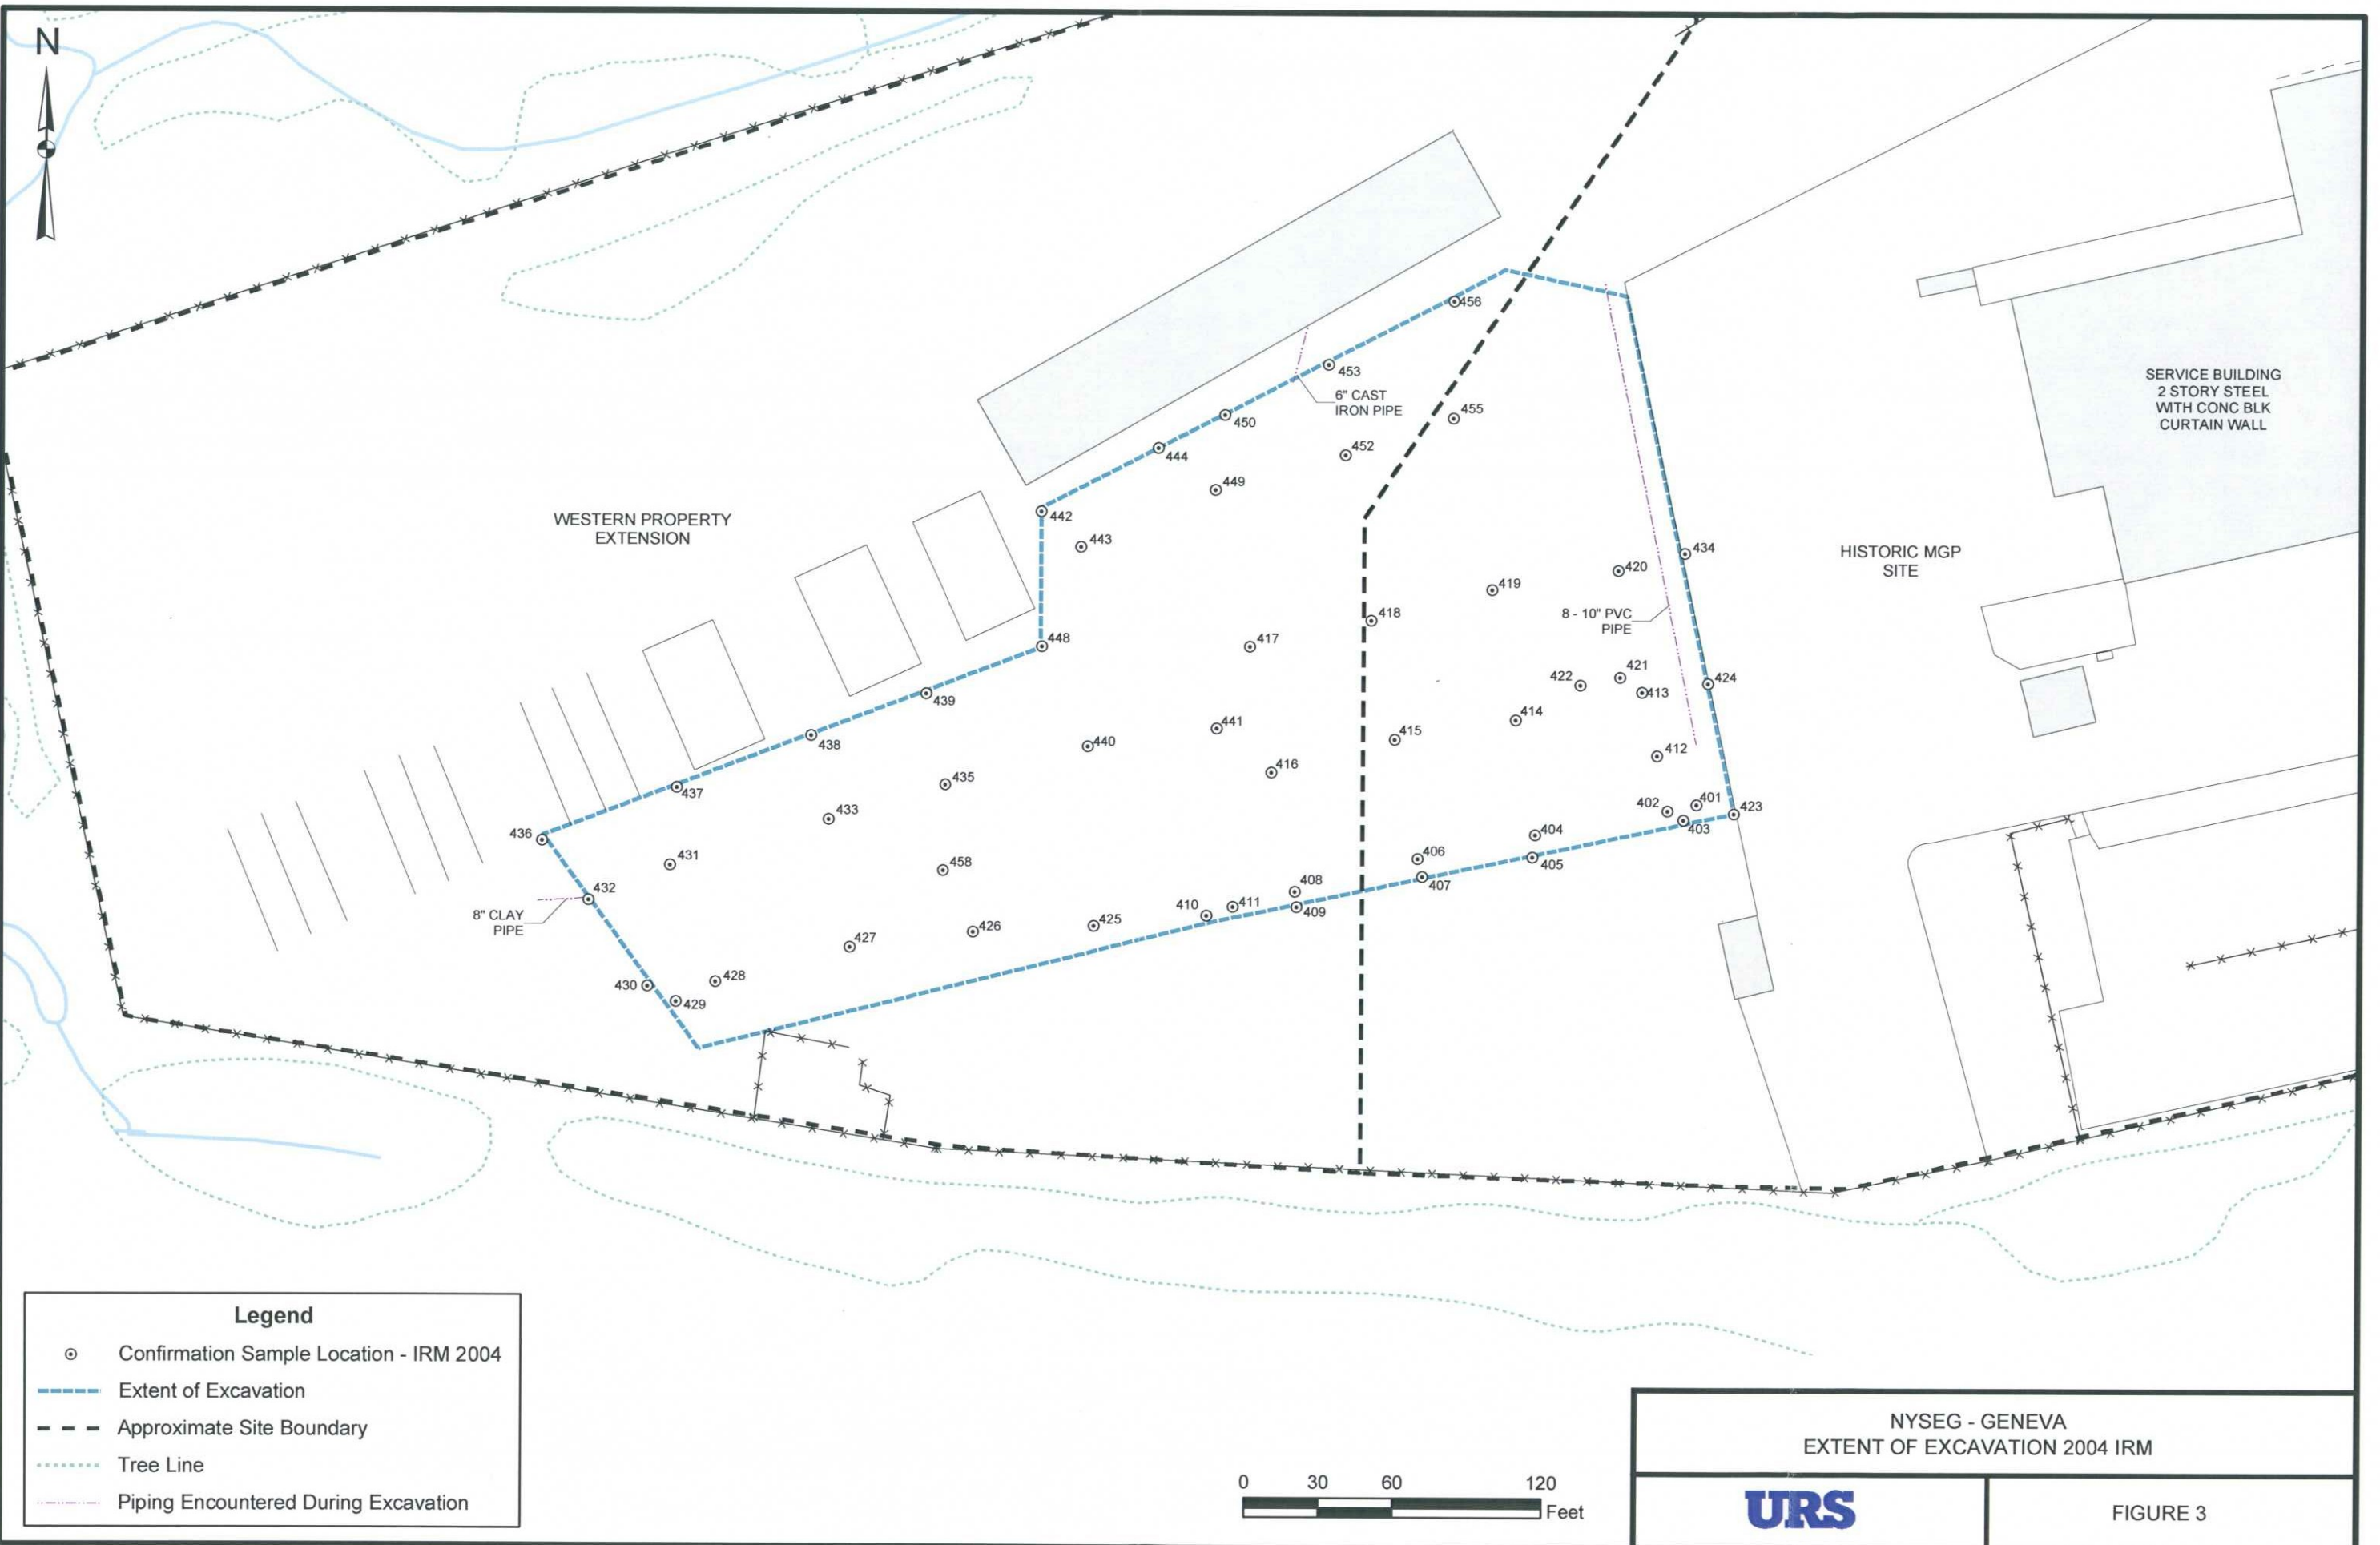 N
456
453
6" CAST
IRON PIPE
455
450
444
452
449
442
443
WESTERN PROPERTY
EXTENSION
SERVICE BUILDING
2 STORY STEEL
WITH CONC BLK
CURTAIN WALL
434
HISTORIC MGP
SITE
420
419
418
8 - 10" PVC
PIPE
448
417
421
422
413
424
439
414
441
415
438
440
412
416
435
437
401
402
423
403
433
436
404
405
431
406
458
407
432
408
8" CLAY
PIPE
410
411
409
425
426
427
428
430
429
Legend
Confirmation Sample Location - IRM 2004
Extent of Excavation
Approximate Site Boundary
Tree Line
Piping Encountered During Excavation
0 30 60 120
Feet
NYSEG - GENEVA
EXTENT OF EXCAVATION 2004 IRM
URS
FIGURE 3